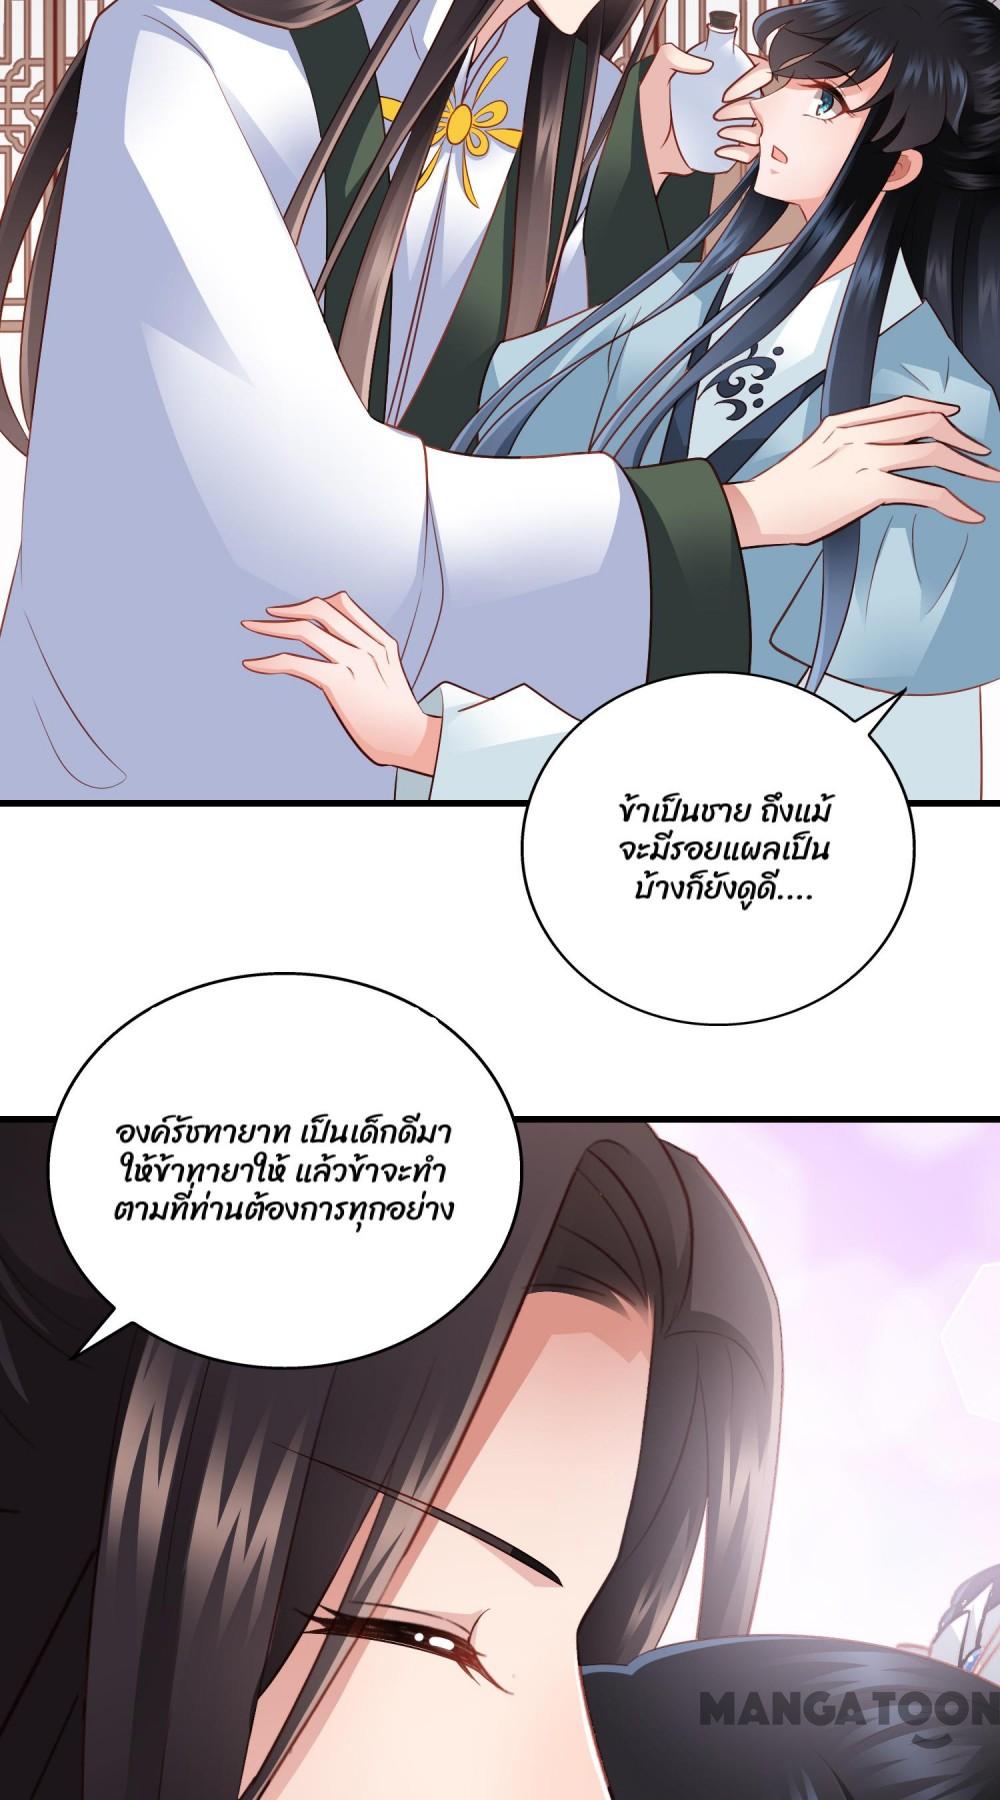 ข้าเป็นชาย ถึงแม้
จะมีรอยแผลเป็น
บ้างก็ยังดูดี....
องค์รัชทายาท เป็นเด็กดีมา
ให้ข้าทายาให้ แล้วข้าจะทำ
ตามที่ท่านต้องการทุกอย่าง
MANGATOON